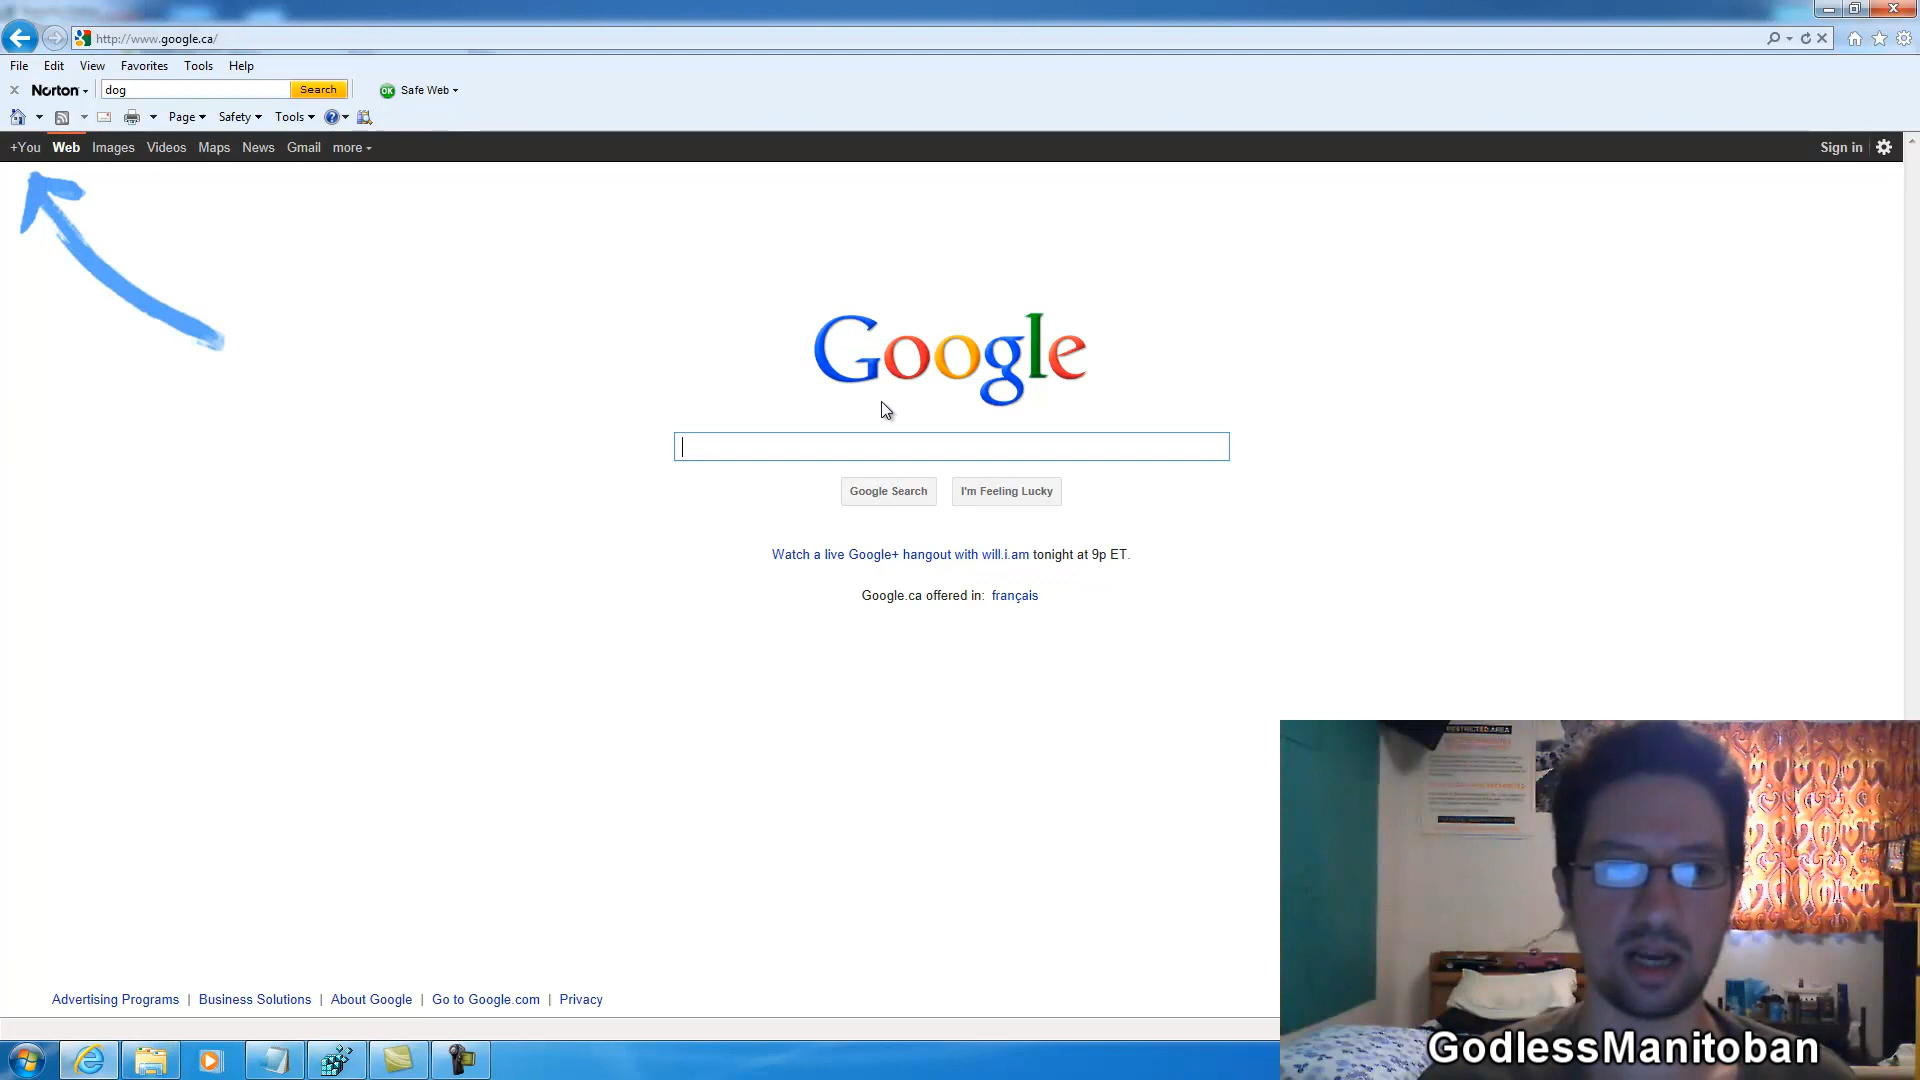 http://www.google.ca/
File Edit View Favorites Tools Help
Norton dog Search OK Safe Web
Page Safety Tools
+You Web Images Videos Maps News Gmail more Sign in
Google
Google Search I'm Feeling Lucky
Watch a live Google+ hangout with will.i.am tonight at 9p ET.
Google.ca offered in: français
RESTRICTED AREA
Advertising Programs | Business Solutions | About Google | Go to Google.com | Privacy
GodlessManitoban